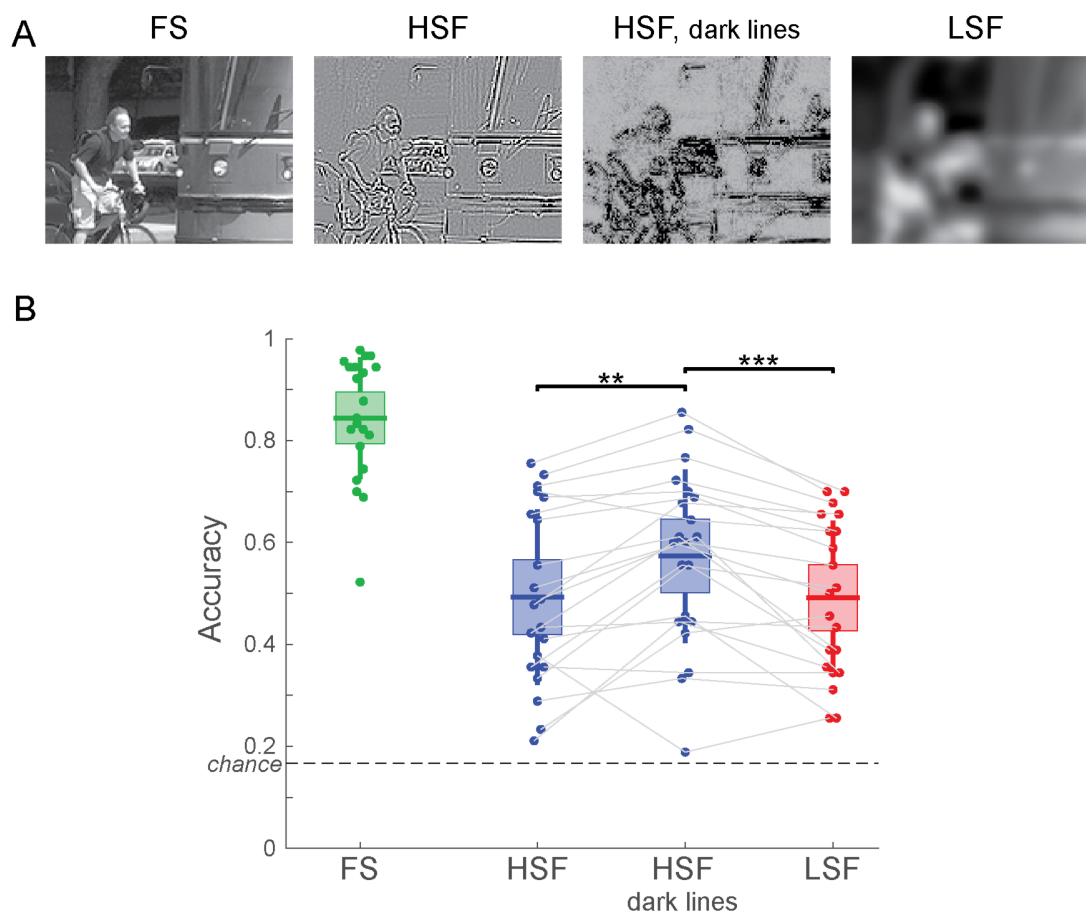 A
FS
HSF
HSF, dark lines
LSF
B
1
0.8
0.6
0.4
0.2
0
Accuracy
chance
**
***
FS
HSF
HSF
dark lines
LSF